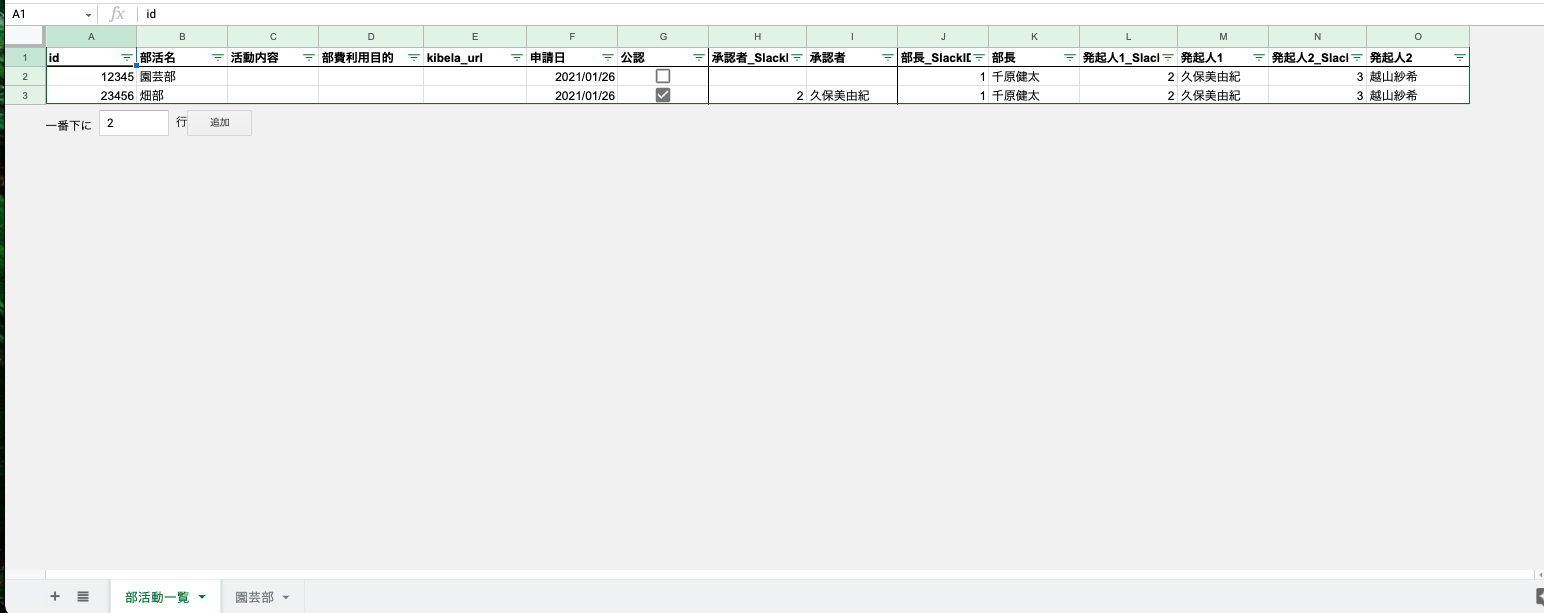 A1 fx id
A B C D E F G H I J K L M N O
1 id 部活名 活動内容 部費利用目的 kibela_url 申請日 公認 承認者_SlackI 承認者 部長_SlackID 部長 発起人1_Slacl 発起人1 発起人2_Slacl 発起人2
2 12345 園芸部 2021/01/26 1 千原健太 2 久保美由紀 3 越山紗希
3 23456 畑部 2021/01/26 2 久保美由紀 1 千原健太 2 久保美由紀 3 越山紗希
一番下に 2 行 追加
部活動一覧 園芸部